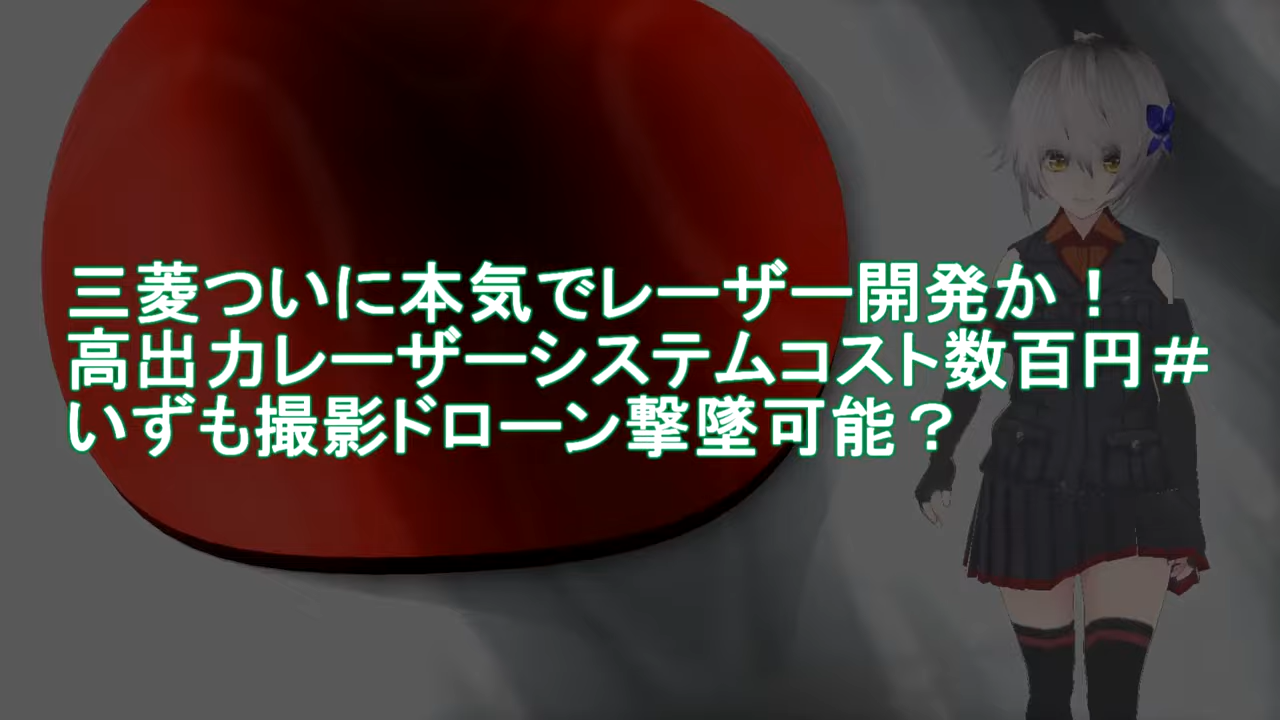 三菱ついに本気でレーザー開発か！
高出力レーザーシステムコスト数百円＃
いずも撮影ドローン撃墜可能？